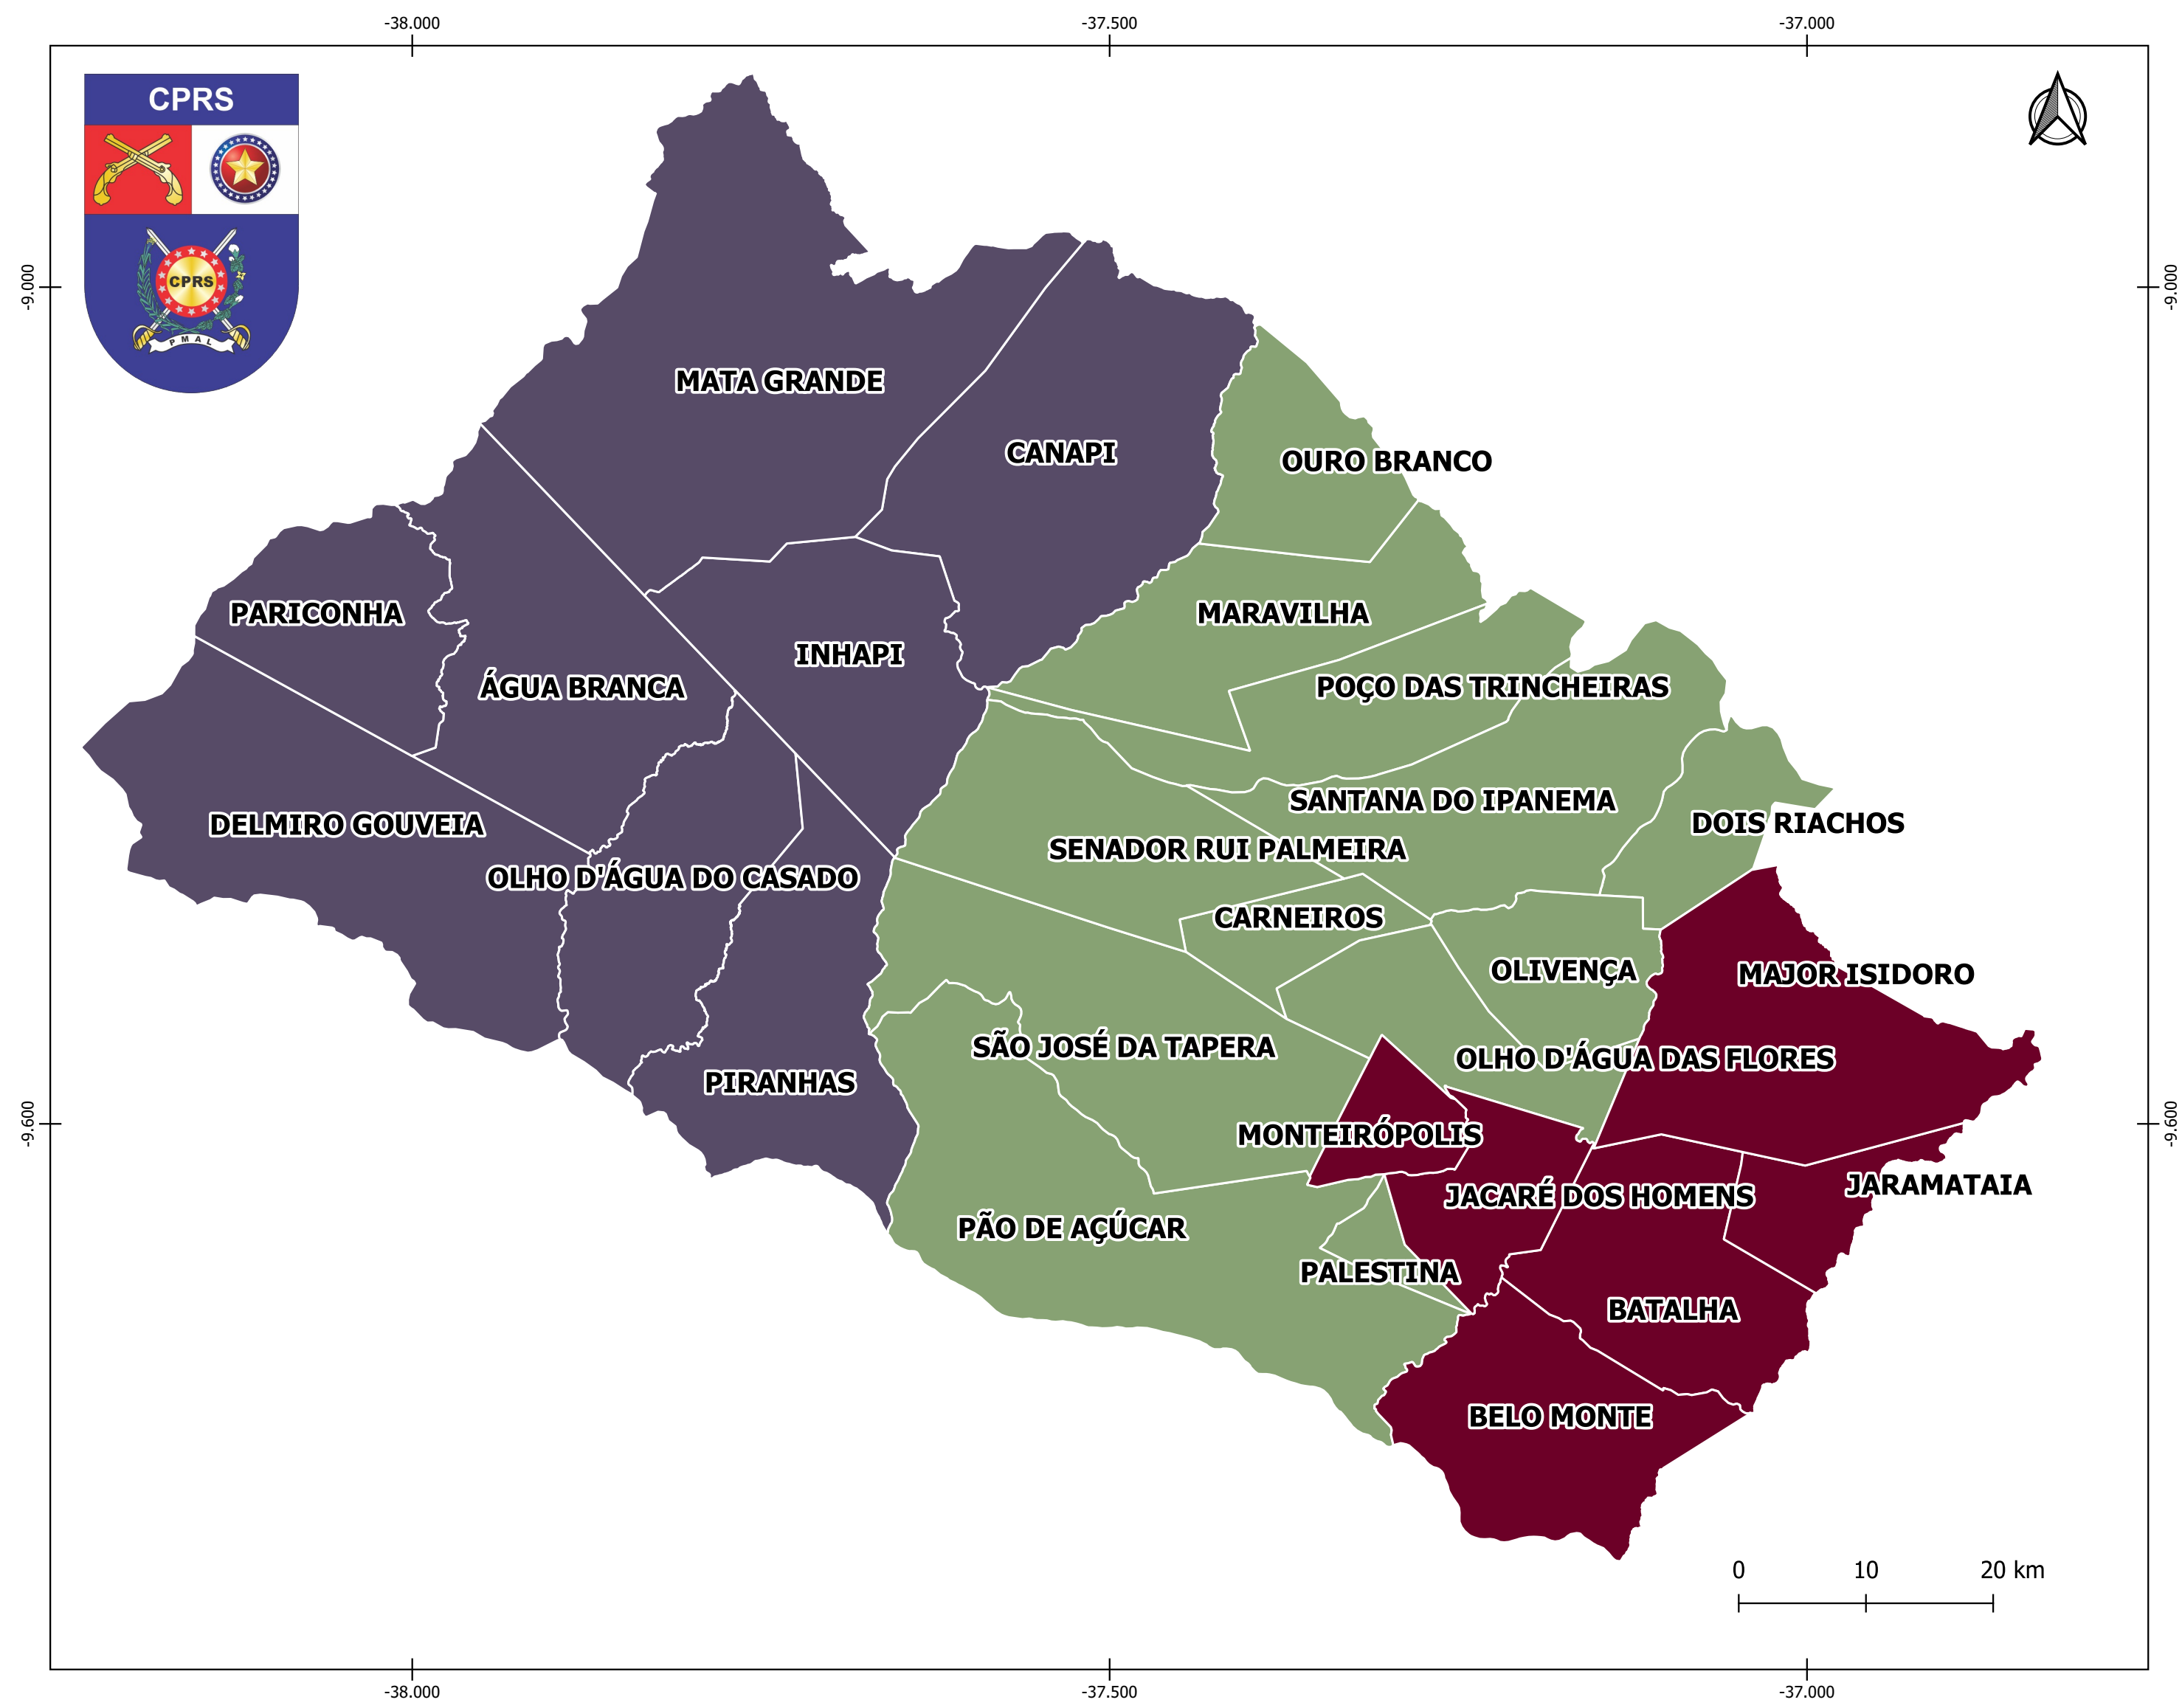 -38.000
-37.500
-37.000
CPRS
CPRS
PMAL
-9.000
-9.000
MATA GRANDE
CANAPI
OURO BRANCO
PARICONHA
MARAVILHA
INHAPI
ÁGUA BRANCA
POÇO DAS TRINCHEIRAS
SANTANA DO IPANEMA
DELMIRO GOUVEIA
DOIS RIACHOS
SENADOR RUI PALMEIRA
OLHO D'ÁGUA DO CASADO
CARNEIROS
OLIVENÇA
MAJOR ISIDORO
SÃO JOSÉ DA TAPERA
OLHO D'ÁGUA DAS FLORES
PIRANHAS
-9.600
-9.600
MONTEIRÓPOLIS
JARAMATAIA
JACARÉ DOS HOMENS
PÃO DE AÇÚCAR
PALESTINA
BATALHA
BELO MONTE
0 10 20 km
-38.000
-37.500
-37.000